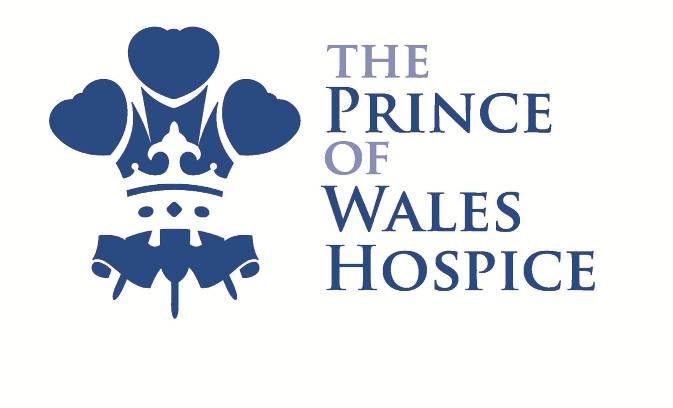 THE
PRINCE
OF
WALES
HOSPICE